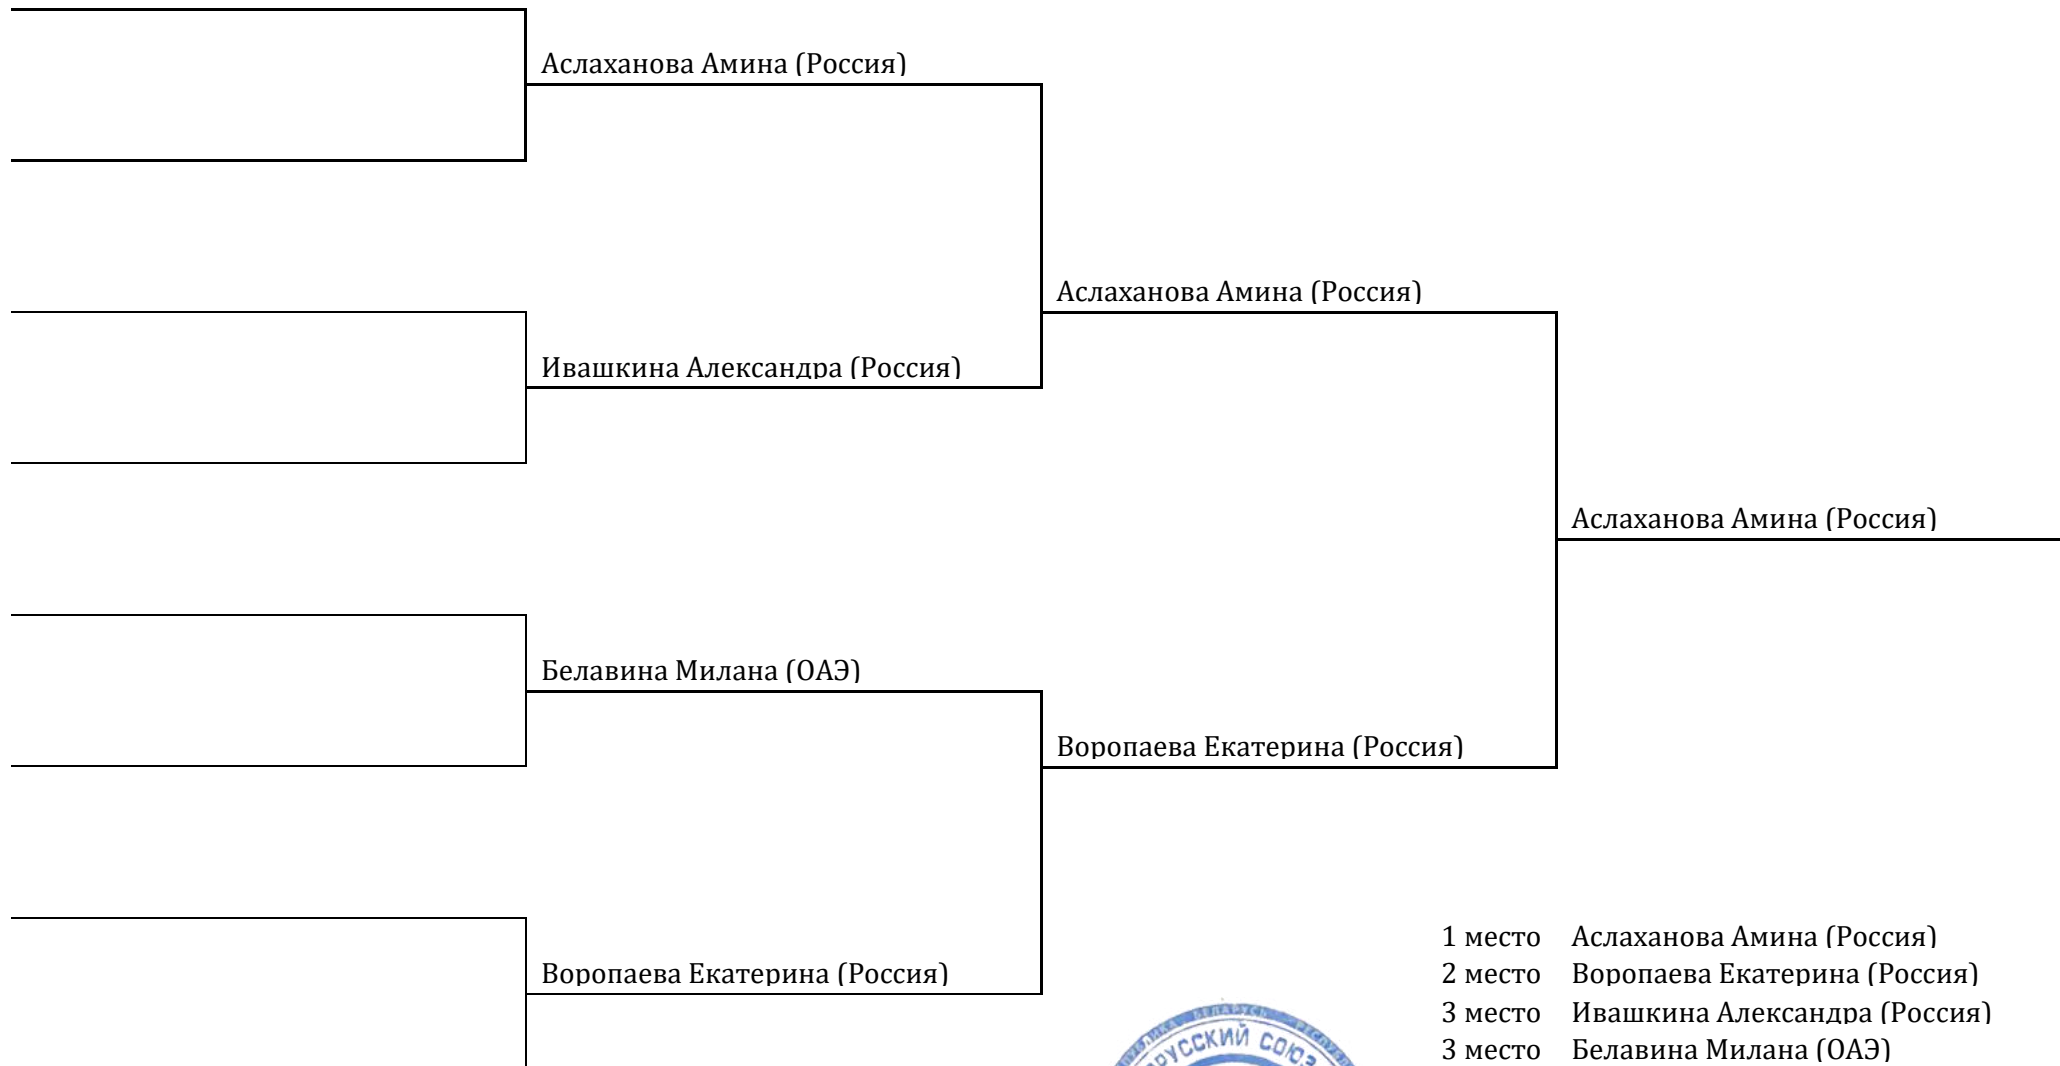 Аслаханова Амина (Россия)
Аслаханова Амина (Россия)
Ивашкина Александра (Россия)
Аслаханова Амина (Россия)
Белавина Милана (ОАЭ)
Воропаева Екатерина (Россия)
Воропаева Екатерина (Россия)
1 место Аслаханова Амина (Россия)
2 место Воропаева Екатерина (Россия)
3 место Ивашкина Александра (Россия)
3 место Белавина Милана (ОАЭ)
БЕЛАРУСЬ
СОЮЗ